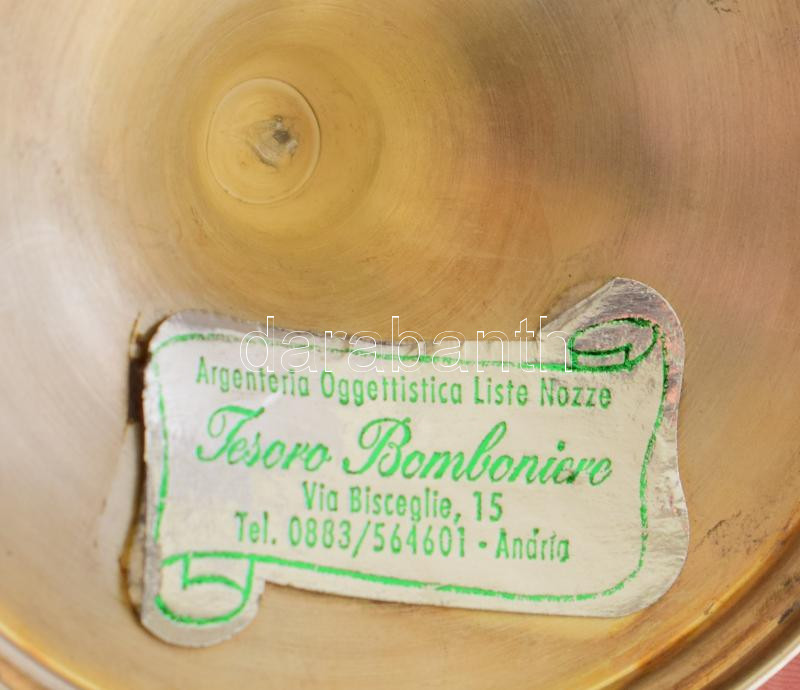 darabanth
Argenteria Oggettistica Liste Nozze
Tesoro Bomboniere
Via Bisceglie, 15
Tel. 0883/564601 - Andria